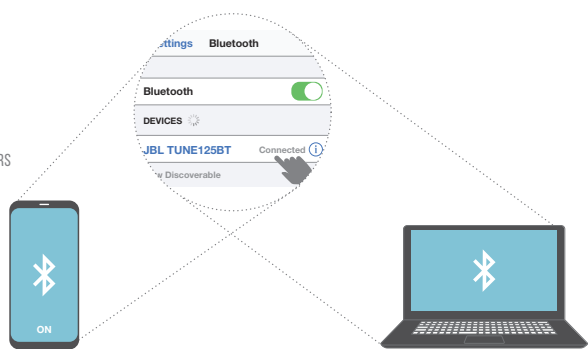 Settings Bluetooth
Bluetooth
DEVICES
JBL TUNE125BT Connected
Discoverable
ON